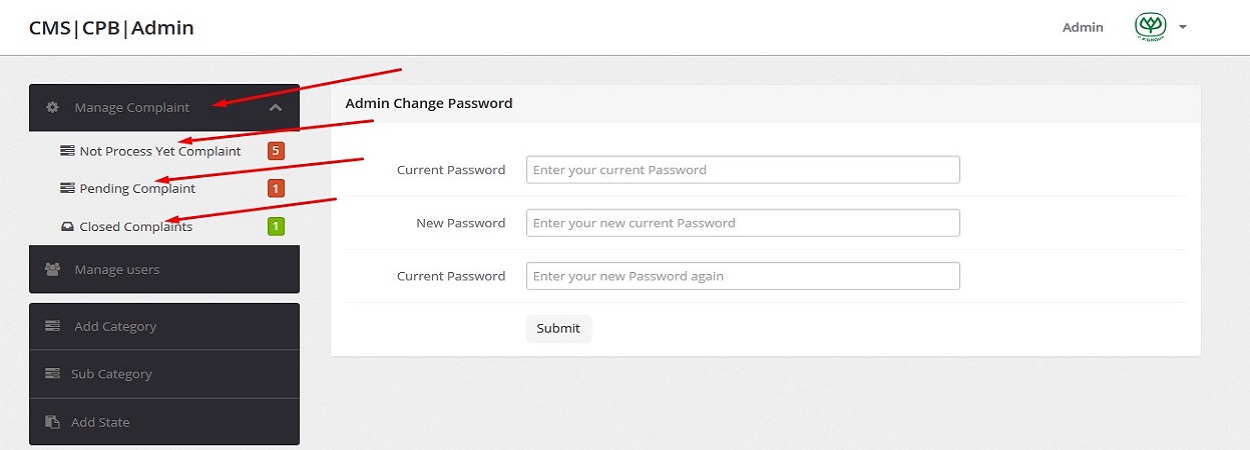 CMS|CPB|Admin
Admin
C.P.GROUP
Manage Complaint
Not Process Yet Complaint 5
Pending Complaint 1
Closed Complaints 1
Manage users
Add Category
Sub Category
Add State
Admin Change Password
Current Password Enter your current Password
New Password Enter your new current Password
Current Password Enter your new Password again
Submit